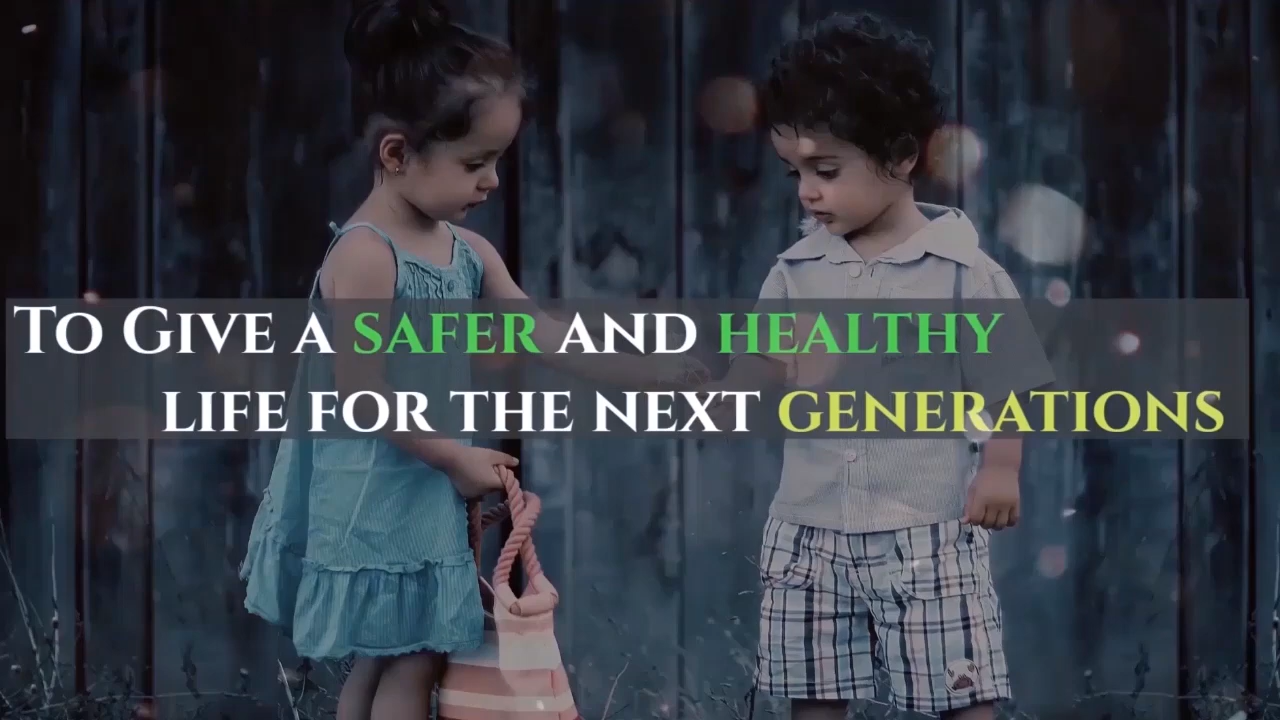 To Give a safer and healthy
life for the next generations